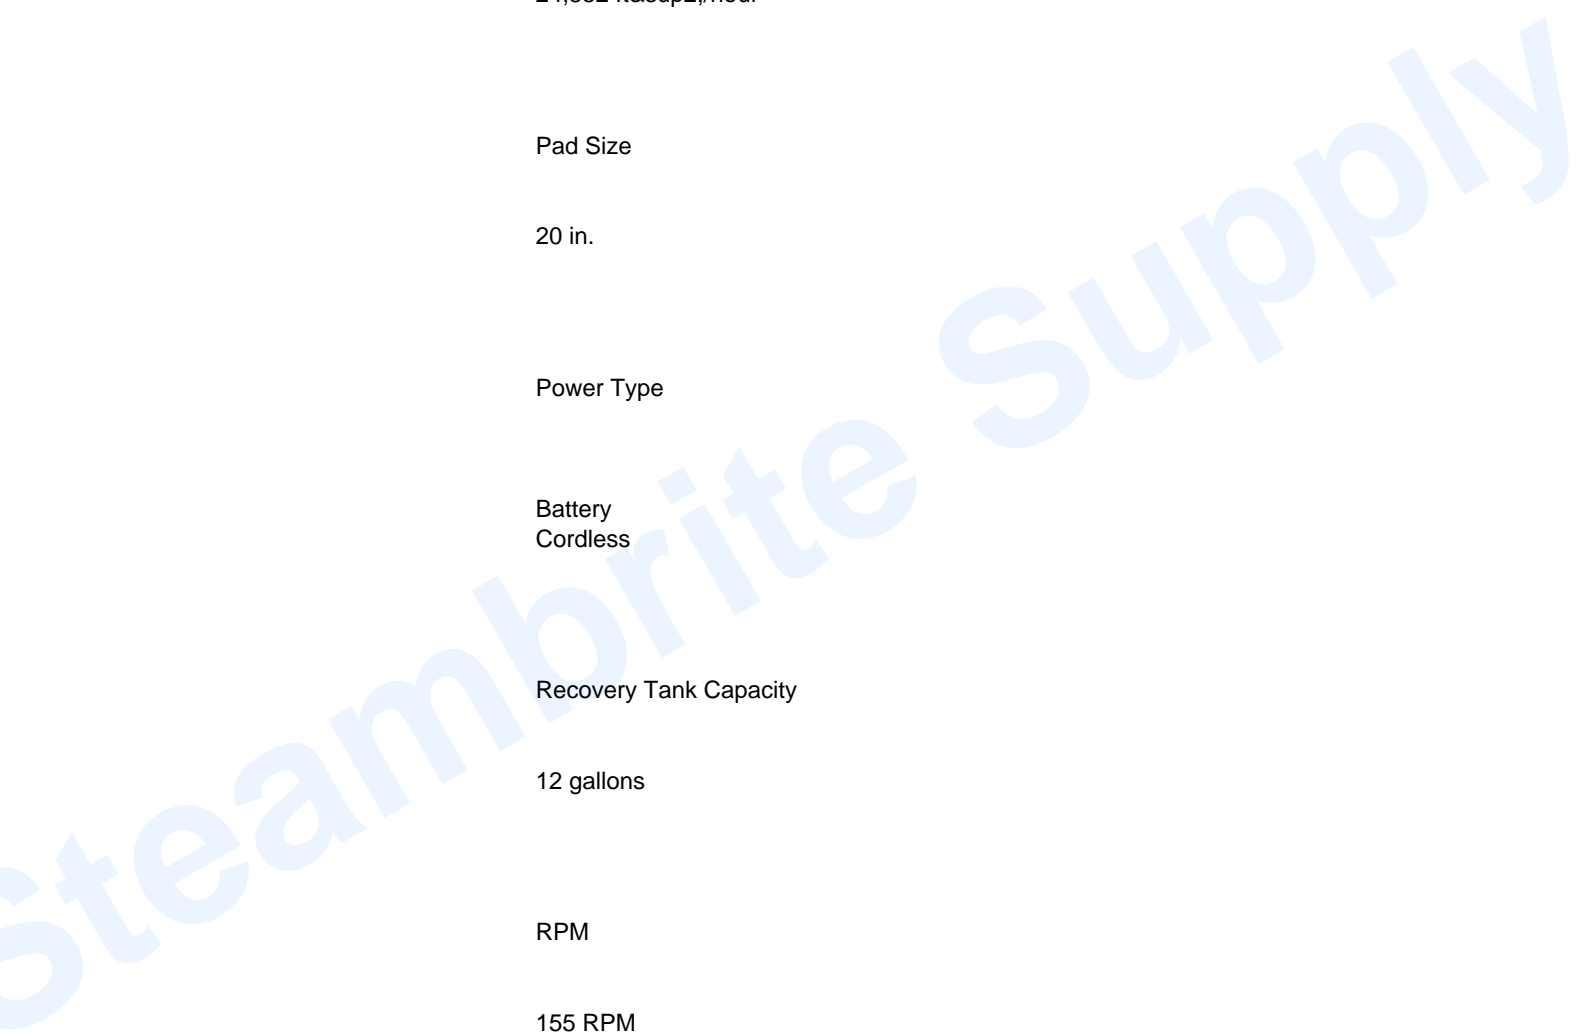 Pad Size
20 in.
Power Type
Battery
Cordless
Recovery Tank Capacity
12 gallons
RPM
155 RPM
Steambrite Supply